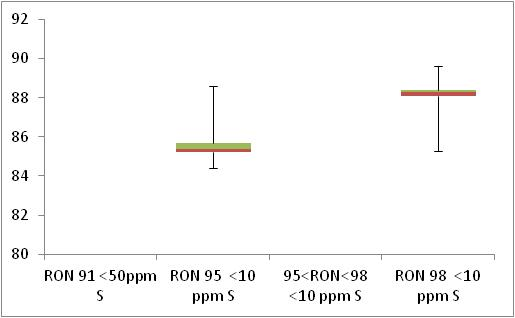 92
90
88
86
84
82
80
RON 91 <50ppm
S
RON 95 <10
ppm S
95<RON<98
<10 ppm S
RON 98 <10
ppm S